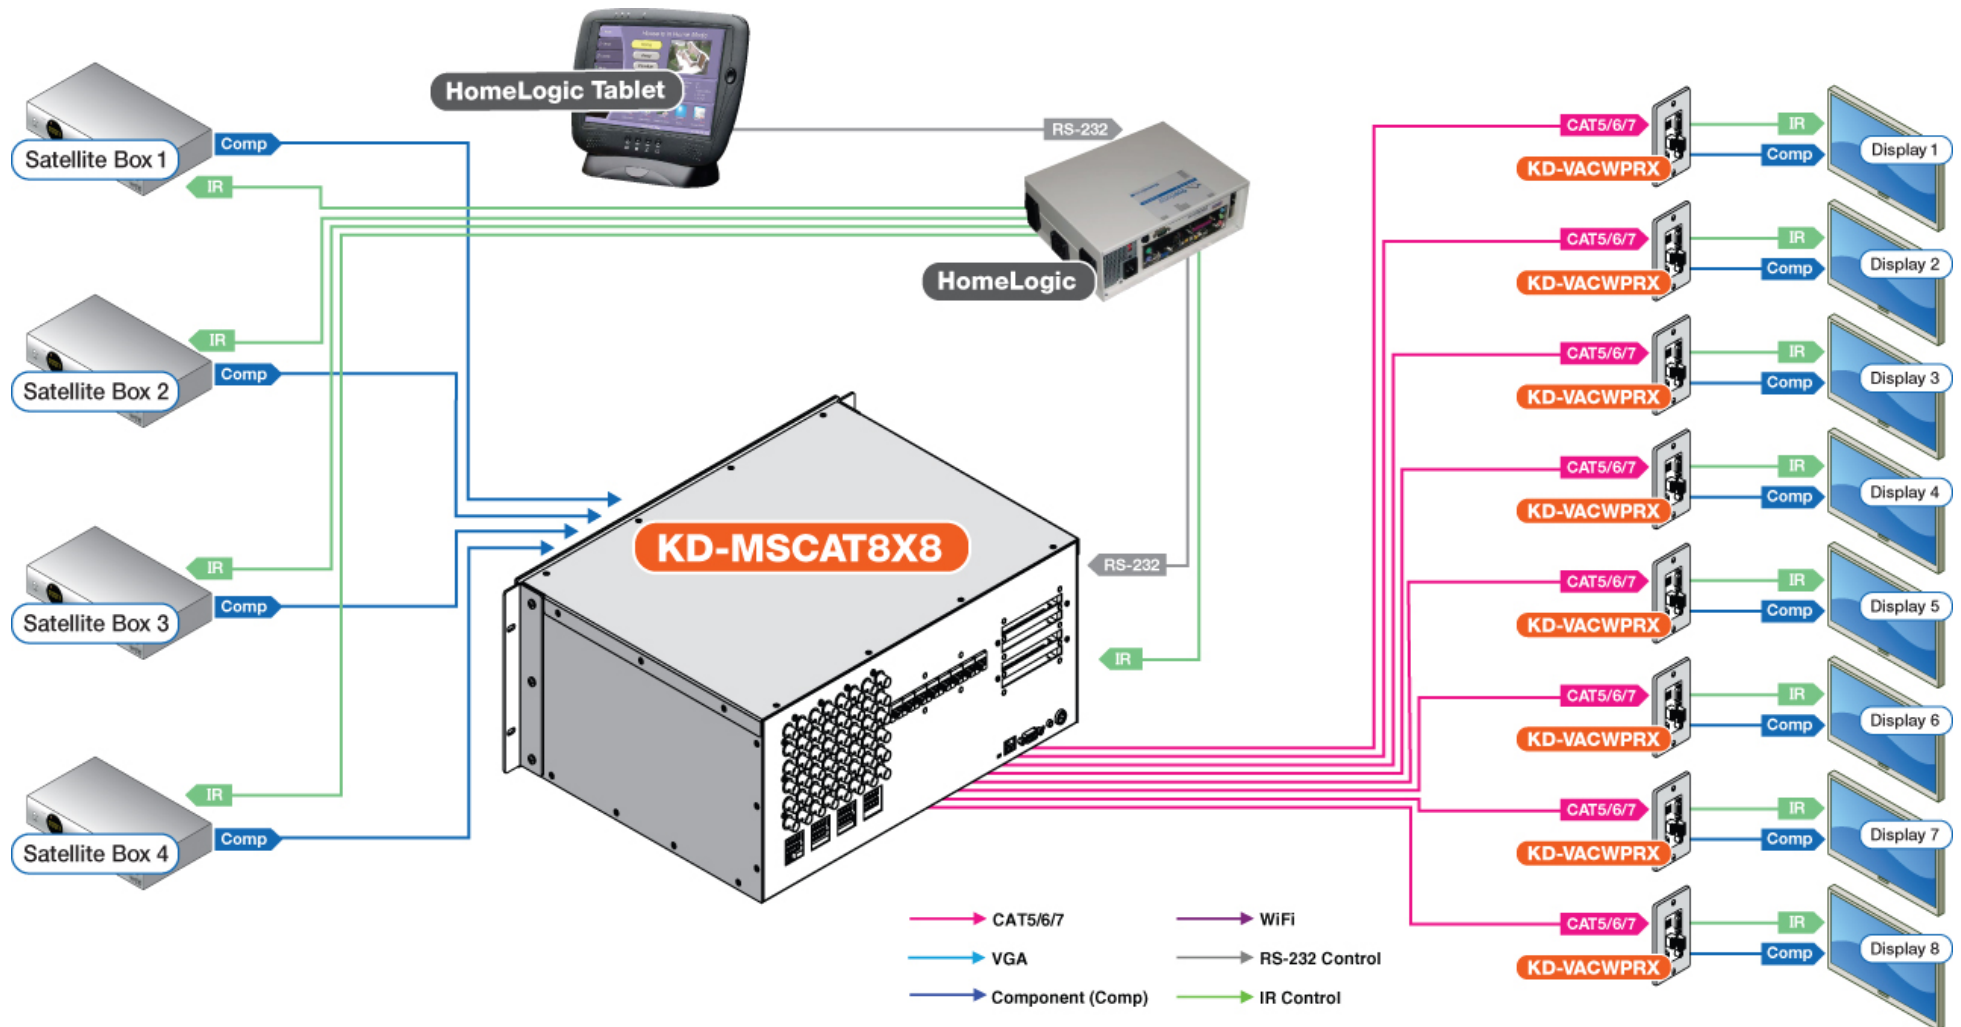 HomeLogic Tablet
RS-232
HomeLogic
Satellite Box 1
Comp
IR
Satellite Box 2
IR
Comp
Satellite Box 3
IR
Comp
Satellite Box 4
IR
Comp
KD-MSCAT8X8
RS-232
IR
CAT5/6/7
KD-VACWPRX
IR
Comp
Display 1
CAT5/6/7
KD-VACWPRX
IR
Comp
Display 2
CAT5/6/7
KD-VACWPRX
IR
Comp
Display 3
CAT5/6/7
KD-VACWPRX
IR
Comp
Display 4
CAT5/6/7
KD-VACWPRX
IR
Comp
Display 5
CAT5/6/7
KD-VACWPRX
IR
Comp
Display 6
CAT5/6/7
KD-VACWPRX
IR
Comp
Display 7
CAT5/6/7
KD-VACWPRX
IR
Comp
Display 8
CAT5/6/7
VGA
Component (Comp)
WiFi
RS-232 Control
IR Control